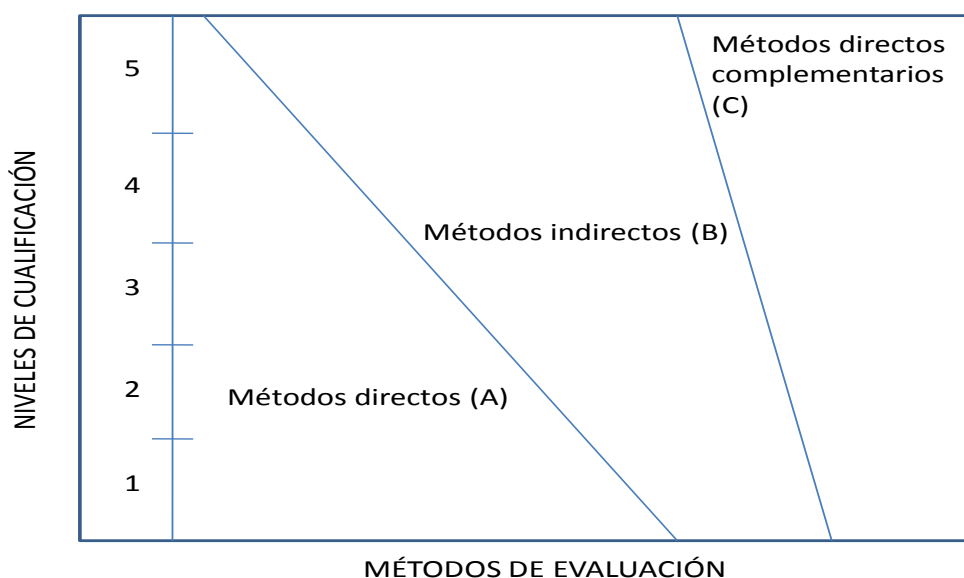 Métodos directos
complementarios
(C)
5
4
Métodos indirectos (B)
3
Métodos directos (A)
2
1
NIVELES DE CUALIFICACIÓN
MÉTODOS DE EVALUACIÓN